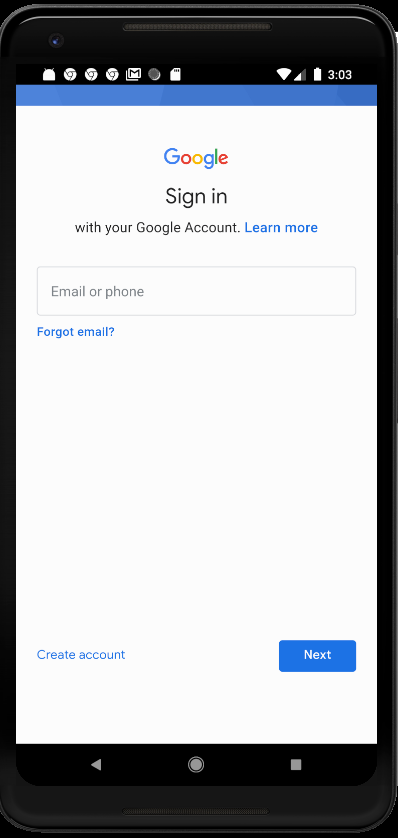 3:03
Google
Sign in
with your Google Account. Learn more
Email or phone
Forgot email?
Create account
Next